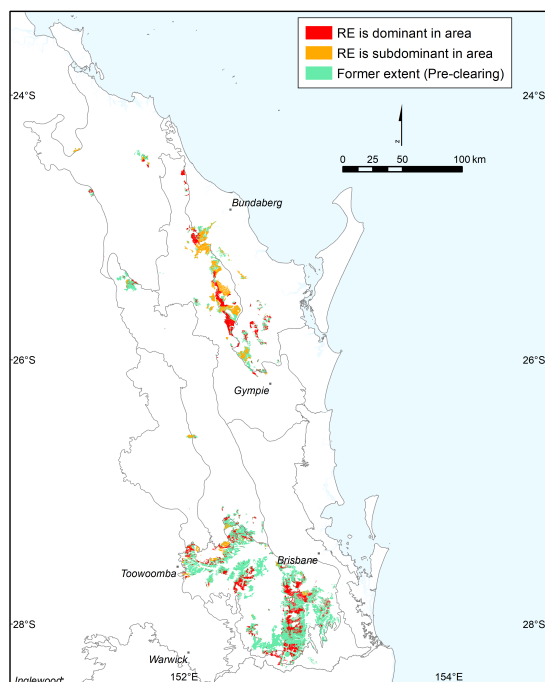 RE is dominant in area
RE is subdominant in area
Former extent (Pre-clearing)
24°S
24°S
z
0 25 50 100 km
Bundaberg
26°S
26°S
Gympie
Brisbane
Toowoomba
28°S
28°S
Warwick
152°E
154°E
Inglewood